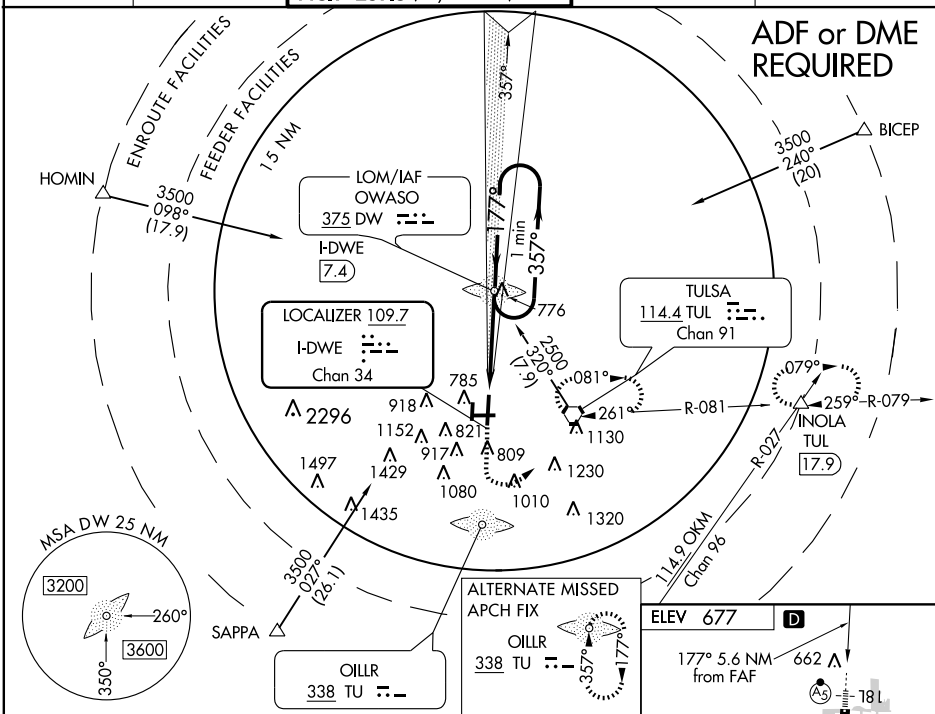 ADF or DME
REQUIRED
ENROUTE FACILITIES
FEEDER FACILITIES
15 NM
HOMIN
3500
098°
(17.9)
BICEP
3500
240°
(20)
LOM/IAF
OWASO
375 DW
I-DWE
7.4
357°
177°
1 min
357°
776
LOCALIZER 109.7
I-DWE
Chan 34
TULSA
114.4 TUL
Chan 91
2500
320°
(7.9)
081°
261°
R-081
079°
259°
R-079
INOLA
TUL
17.9
R-027
114.9 OKM
Chan 96
785
918
2296
1152
821
917
809
1130
1429
1497
1080
1010
1230
1435
1320
3500
027°
(26.1)
SAPPA
MSA DW 25 NM
3200
260°
3600
350°
OILLR
338 TU
ALTERNATE MISSED
APCH FIX
OILLR
338 TU
357°
177°
ELEV 677
D
177° 5.6 NM
from FAF
662
A5
18L